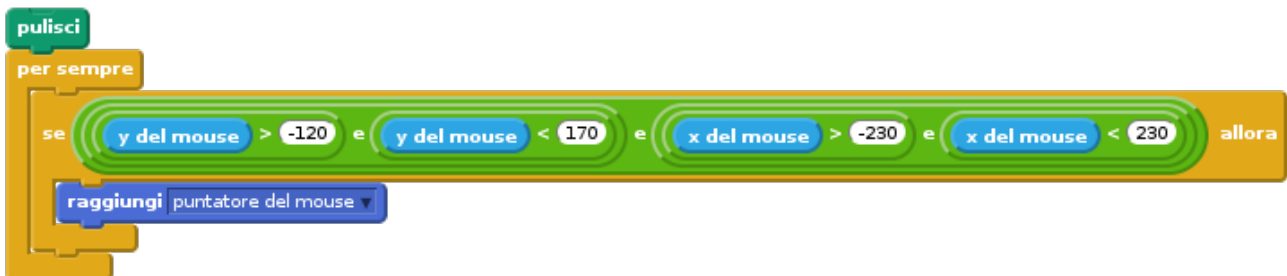 pulisci
per sempre
se y del mouse > -120 e y del mouse < 170 e x del mouse > -230 e x del mouse < 230 allora
raggiungi puntatore del mouse